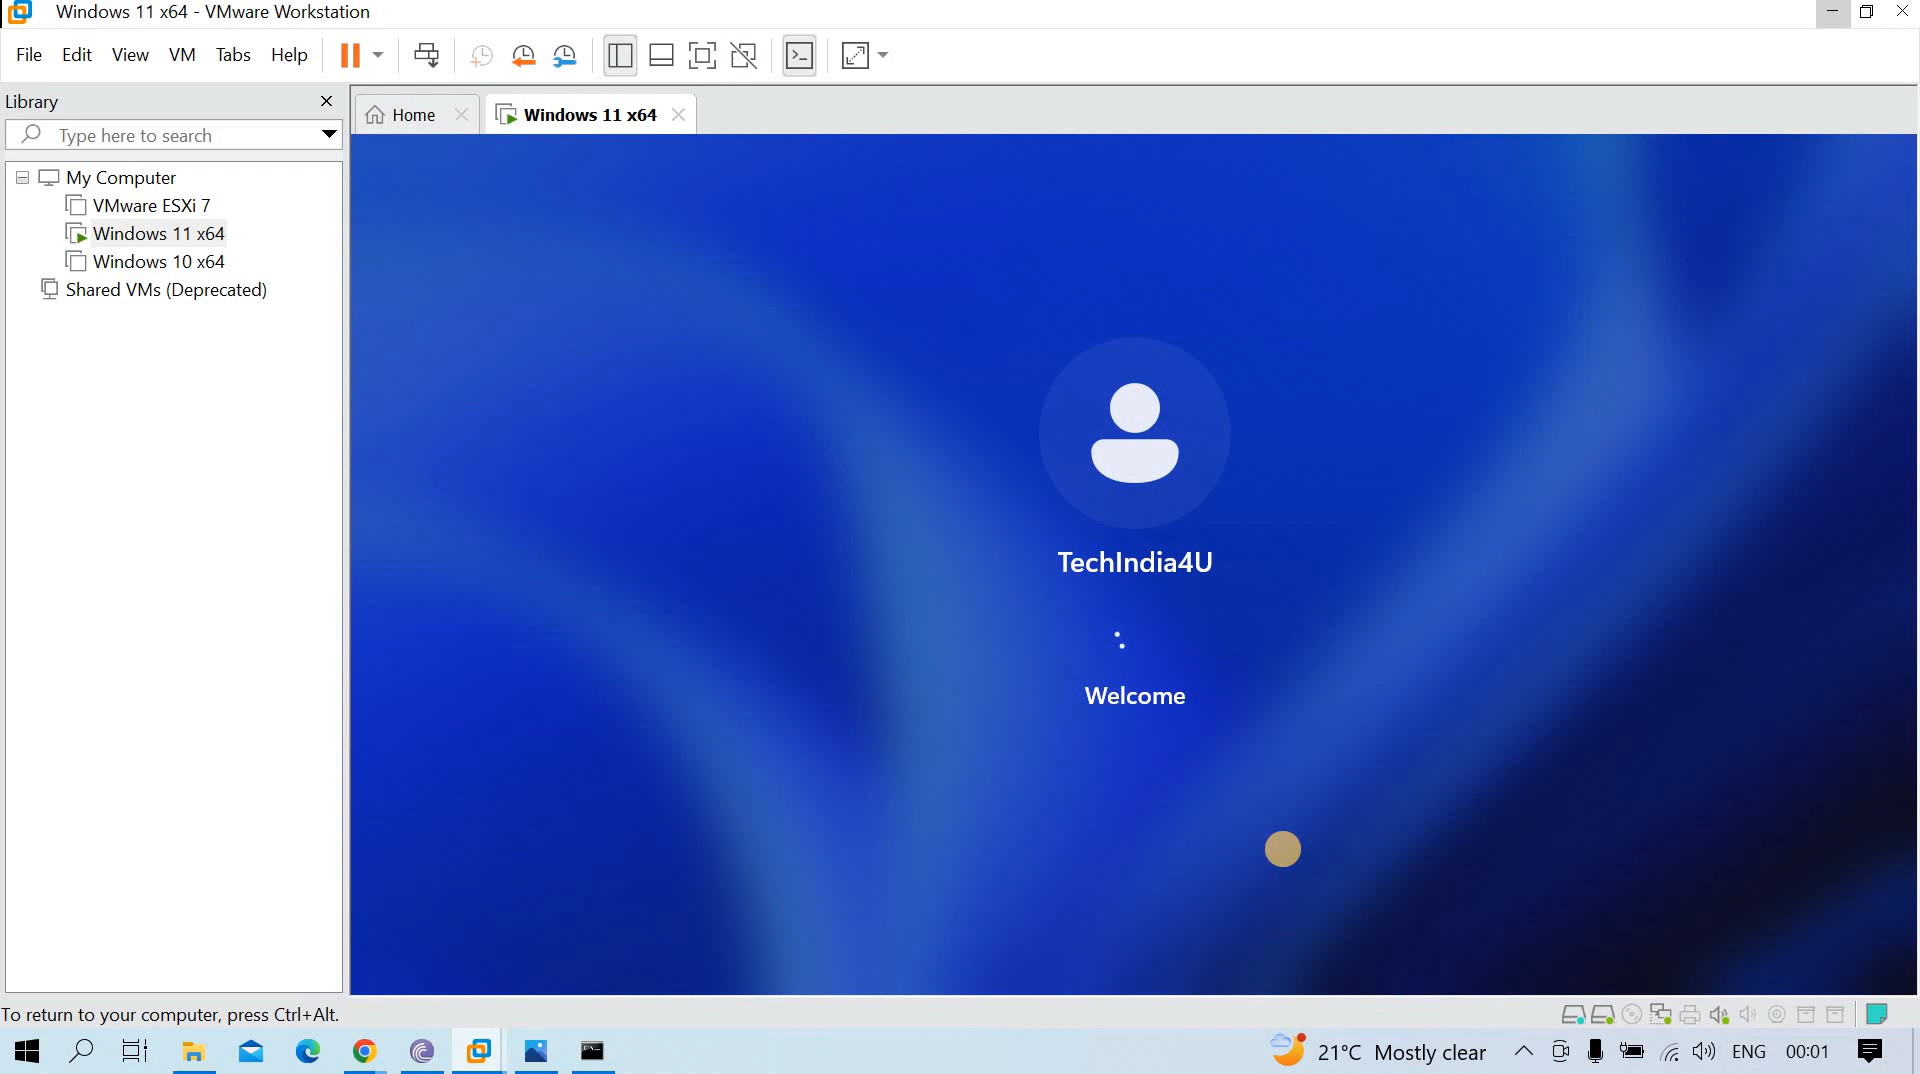 Windows 11 x64 - VMware Workstation
File Edit View VM Tabs Help
Library
Home
Windows 11 x64
Type here to search
My Computer
VMware ESXi 7
Windows 11 x64
Windows 10 x64
Shared VMs (Deprecated)
TechIndia4U
Welcome
To return to your computer, press Ctrl+Alt.
21°C Mostly clear
ENG
00:01